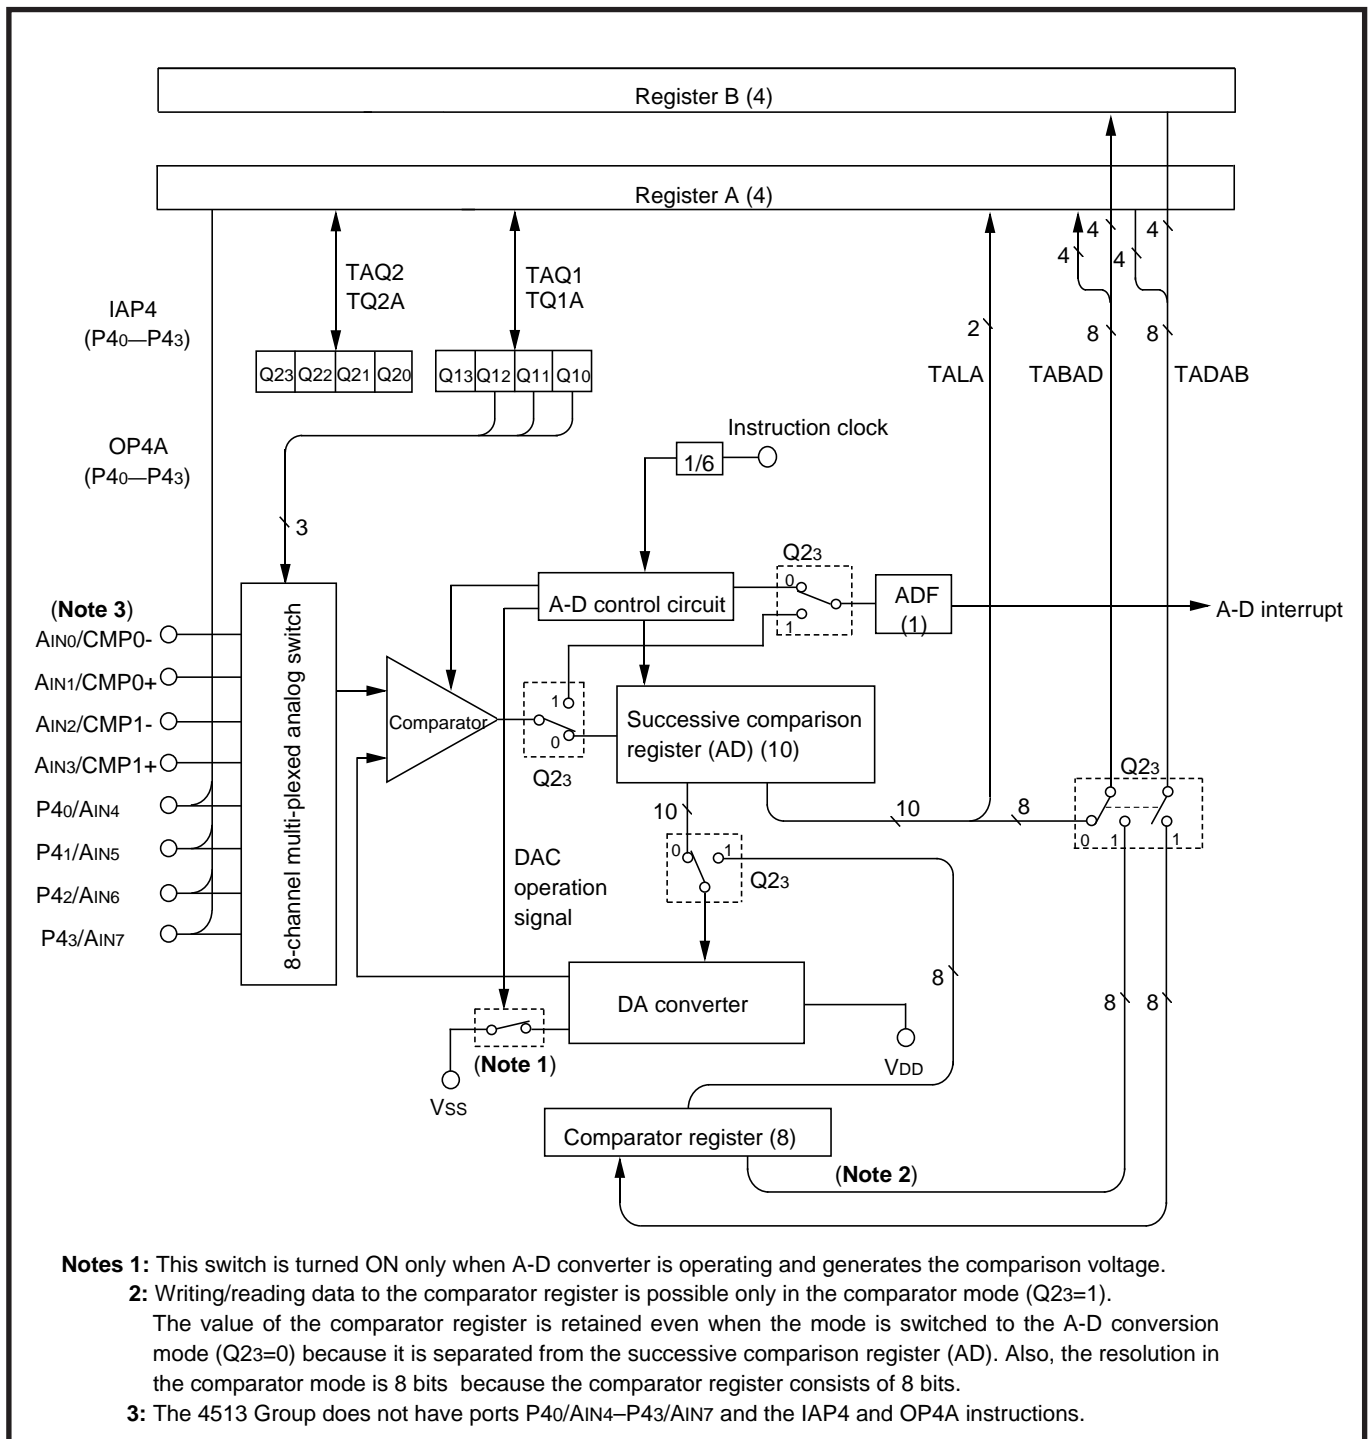 Register B (4)
Register A (4)
4
4
4
4
TAQ2
TQ2A
TAQ1
TQ1A
IAP4
(P40—P43)
2
8
8
Q23 Q22 Q21 Q20
Q13 Q12 Q11 Q10
TALA
TABAD
TADAB
OP4A
(P40—P43)
Instruction clock
1/6
3
Q23
0
1
ADF
(1)
A-D interrupt
A-D control circuit
(Note 3)
AIN0/CMP0-
AIN1/CMP0+
AIN2/CMP1-
AIN3/CMP1+
P40/AIN4
P41/AIN5
P42/AIN6
P43/AIN7
8-channel multi-plexed analog switch
Comparator
1
0
Q23
Successive comparison
register (AD) (10)
Q23
0 1 1
10
10
8
0
1
Q23
DAC
operation
signal
DA converter
8
8
8
(Note 1)
VSS
VDD
Comparator register (8)
(Note 2)
Notes 1: This switch is turned ON only when A-D converter is operating and generates the comparison voltage.
2: Writing/reading data to the comparator register is possible only in the comparator mode (Q23=1).
The value of the comparator register is retained even when the mode is switched to the A-D conversion
mode (Q23=0) because it is separated from the successive comparison register (AD). Also, the resolution in
the comparator mode is 8 bits because the comparator register consists of 8 bits.
3: The 4513 Group does not have ports P40/AIN4–P43/AIN7 and the IAP4 and OP4A instructions.